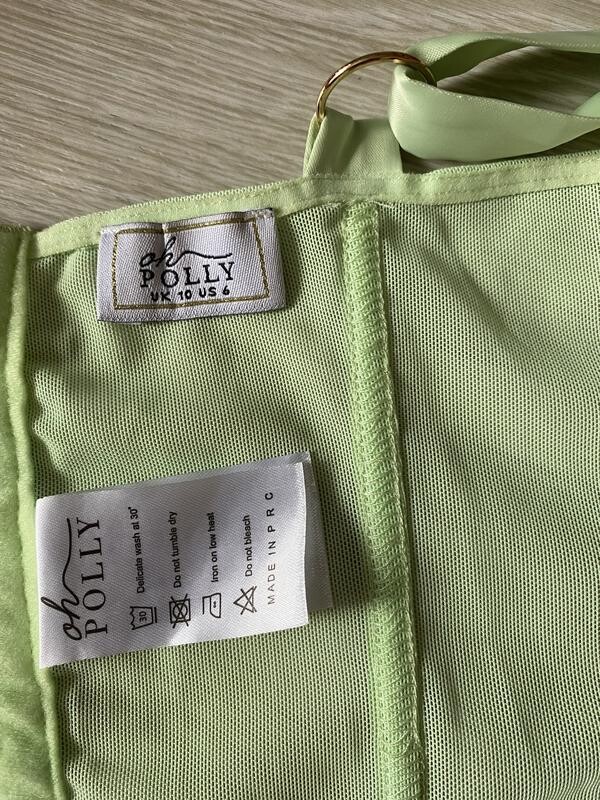 oh
POLLY
UK 10 US 6
oh
POLLY
30
Delicate wash at 30°
Do not tumble dry
Iron on low heat
Do not bleach
MADE IN P R C